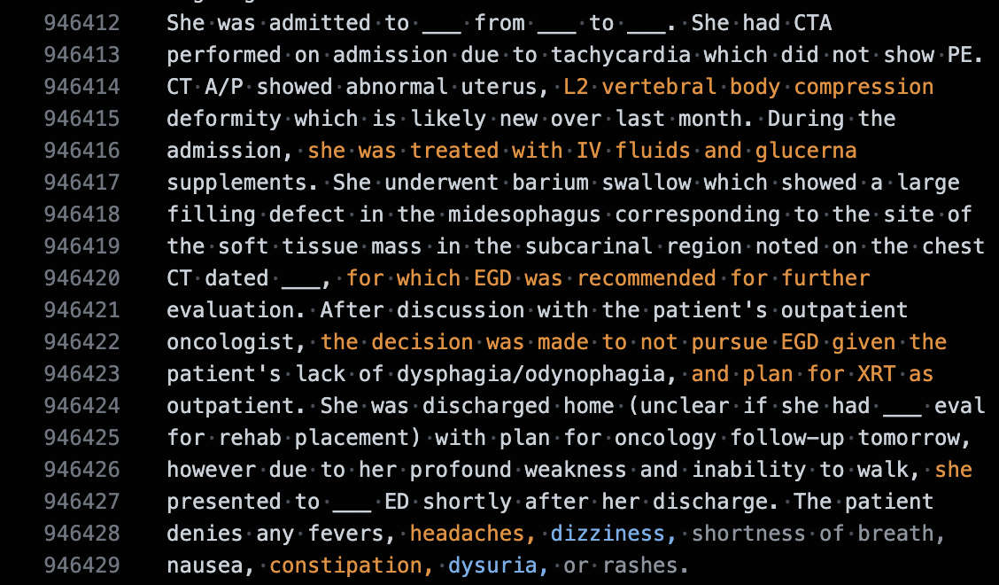 946412 She was admitted to ___ from ___ to ___. She had CTA
946413 performed on admission due to tachycardia which did not show PE.
946414 CT A/P showed abnormal uterus, L2 vertebral body compression
946415 deformity which is likely new over last month. During the
946416 admission, she was treated with IV fluids and glucerna
946417 supplements. She underwent barium swallow which showed a large
946418 filling defect in the midesophagus corresponding to the site of
946419 the soft tissue mass in the subcarinal region noted on the chest
946420 CT dated ___, for which EGD was recommended for further
946421 evaluation. After discussion with the patient's outpatient
946422 oncologist, the decision was made to not pursue EGD given the
946423 patient's lack of dysphagia/odynophagia, and plan for XRT as
946424 outpatient. She was discharged home (unclear if she had ___ eval
946425 for rehab placement) with plan for oncology follow-up tomorrow,
946426 however due to her profound weakness and inability to walk, she
946427 presented to ___ ED shortly after her discharge. The patient
946428 denies any fevers, headaches, dizziness, shortness of breath,
946429 nausea, constipation, dysuria, or rashes.